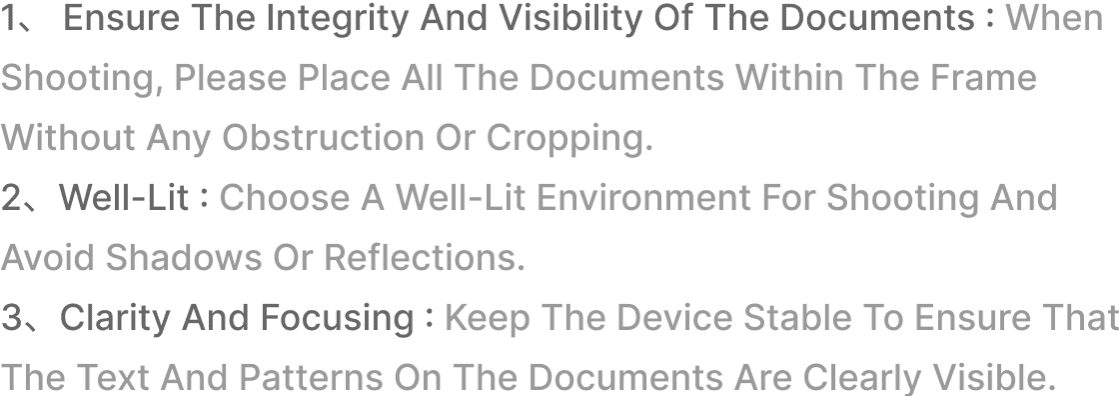 1、 Ensure The Integrity And Visibility Of The Documents : When
Shooting, Please Place All The Documents Within The Frame
Without Any Obstruction Or Cropping.
2、Well-Lit : Choose A Well-Lit Environment For Shooting And
Avoid Shadows Or Reflections.
3、Clarity And Focusing : Keep The Device Stable To Ensure That
The Text And Patterns On The Documents Are Clearly Visible.